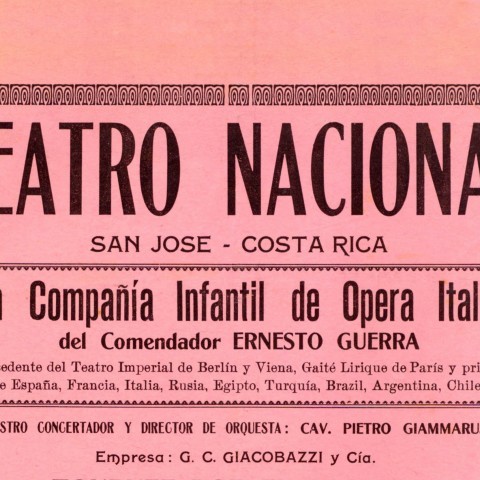 EATRO NACIONA
SAN JOSE - COSTA RICA
Compañía Infantil de Opera Ital
del Comendador ERNESTO GUERRA
cedente del Teatro Imperial de Berlín y Viena, Gaité Lirique de París y pri
e España, Francia, Italia, Rusia, Egipto, Turquía, Brazil, Argentina, Chile
STRO CONCERTADOR Y DIRECTOR DE ORQUESTA: CAV. PIETRO GIAMMARU
Empresa: G. C. GIACOBAZZI y Cía.